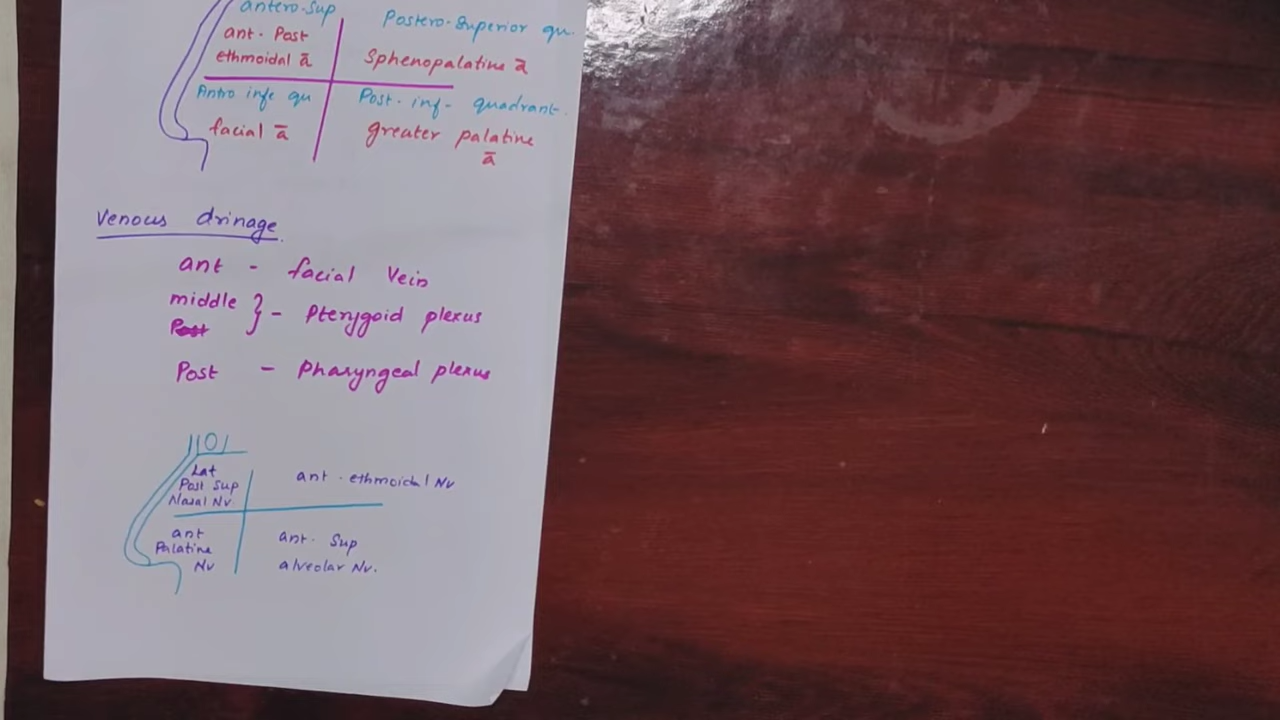 antero-Sup
Postero-Superior qu.
ant. Post
ethmoidal ā
Sphenopalatine ā
Antro infe qu
Post. inf- quadrant.
facial ā
greater palatine
ā
Venous drinage.
ant - facial Vein
middle } - Pterygoid plexus
Post
Post - Pharyngeal plexus
Lat
Post Sup
Nasal Nv
ant. ethmoidal Nv
ant
Palatine
Nv
ant. Sup
alveolar Nv.